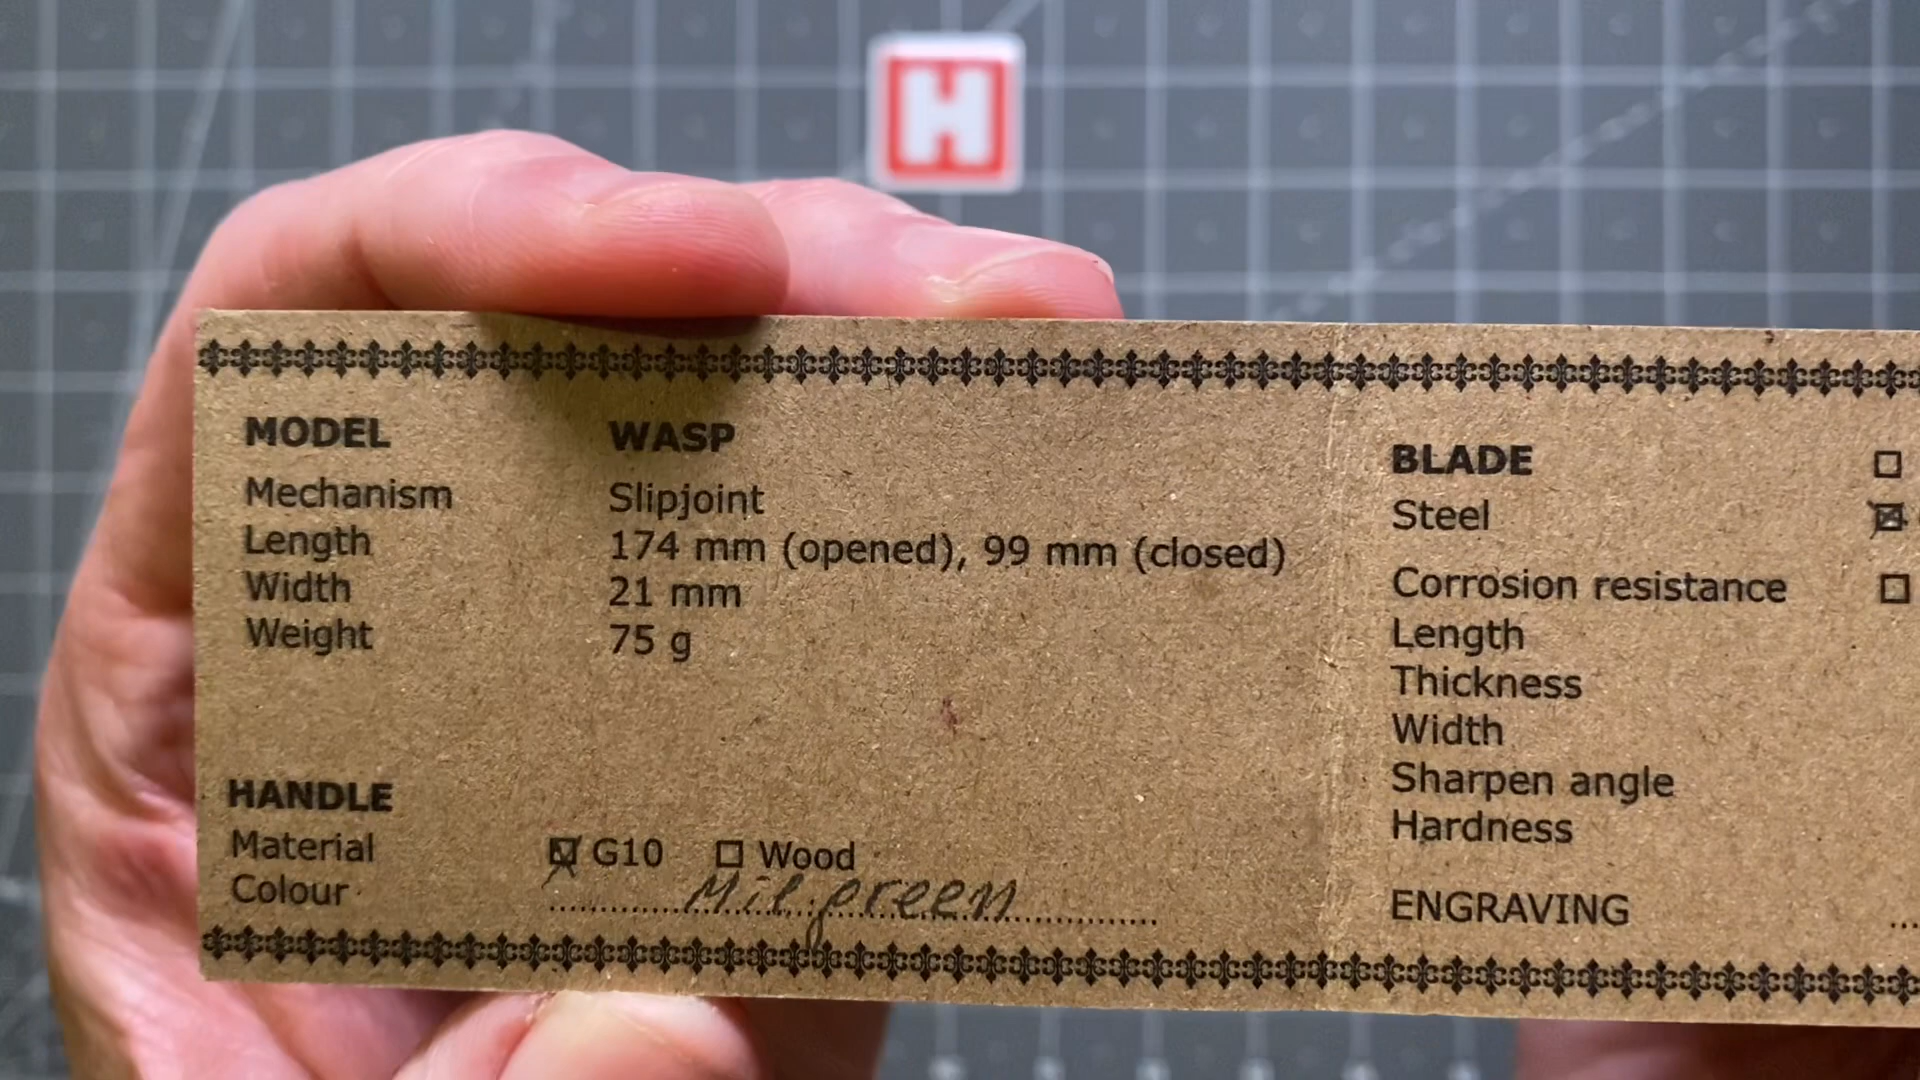 H
MODEL WASP
Mechanism Slipjoint
Length 174 mm (opened), 99 mm (closed)
Width 21 mm
Weight 75 g
HANDLE
Material ☒ G10 ☐ Wood
Colour Mil.green
BLADE ☐
Steel ☒
Corrosion resistance ☐
Length
Thickness
Width
Sharpen angle
Hardness
ENGRAVING